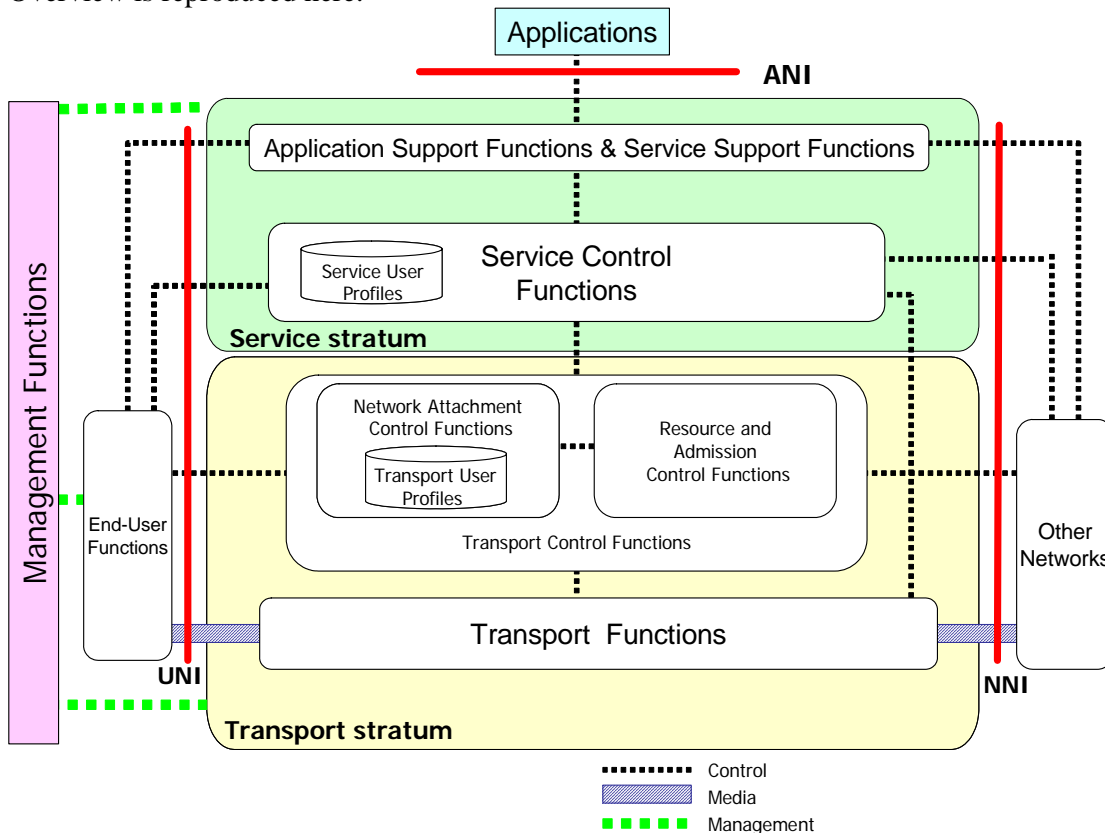 Overview is reproduced here.
Applications
ANI
Application Support Functions & Service Support Functions
Management Functions
Service User
Profiles
Service Control
Functions
Service stratum
Network Attachment
Control Functions
Transport User
Profiles
Resource and
Admission
Control Functions
Transport Control Functions
End-User
Functions
Other
Networks
Transport Functions
UNI
NNI
Transport stratum
Control
Media
Management